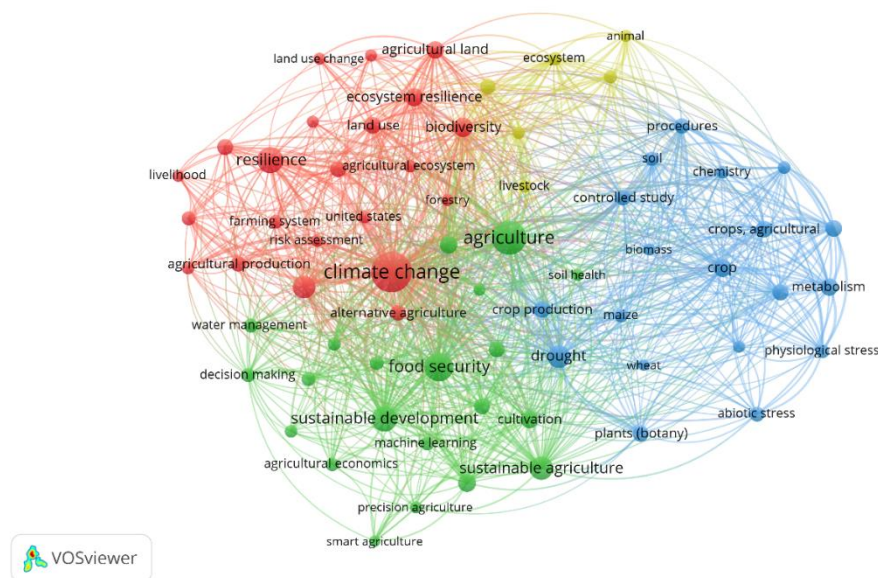 animal
land use change
agricultural land
ecosystem
ecosystem resilience
land use
biodiversity
procedures
resilience
agricultural ecosystem
soil
chemistry
livelihood
livestock
controlled study
forestry
farming system
united states
agriculture
crops, agricultural
risk assessment
biomass
agricultural production
climate change
soil health
crop
metabolism
alternative agriculture
crop production
maize
water management
physiological stress
food security
drought
wheat
decision making
sustainable development
cultivation
abiotic stress
plants (botany)
machine learning
agricultural economics
sustainable agriculture
precision agriculture
smart agriculture
VOSviewer